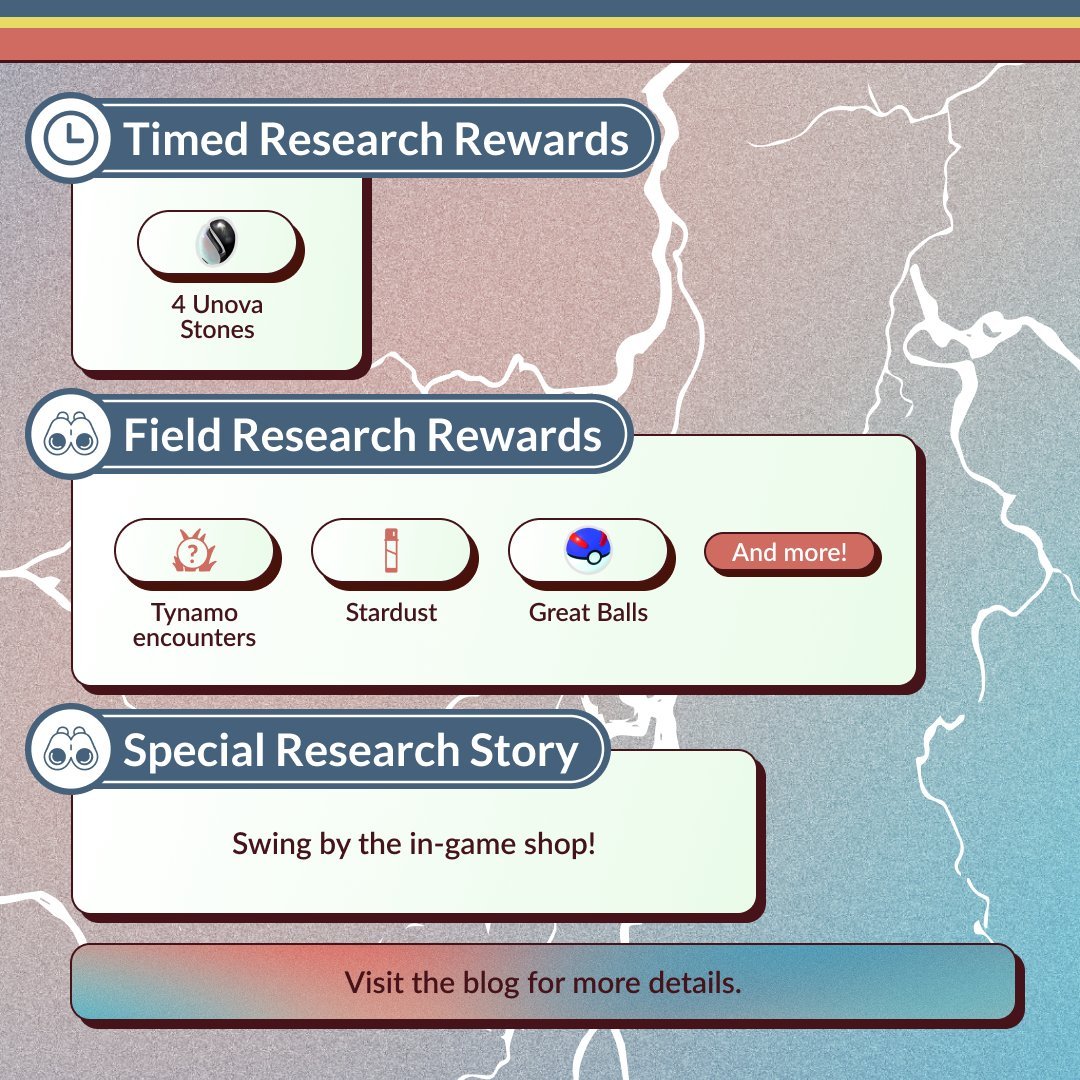 Timed Research Rewards
4 Unova
Stones
Field Research Rewards
?
Tynamo
encounters
Stardust
Great Balls
And more!
Special Research Story
Swing by the in-game shop!
Visit the blog for more details.